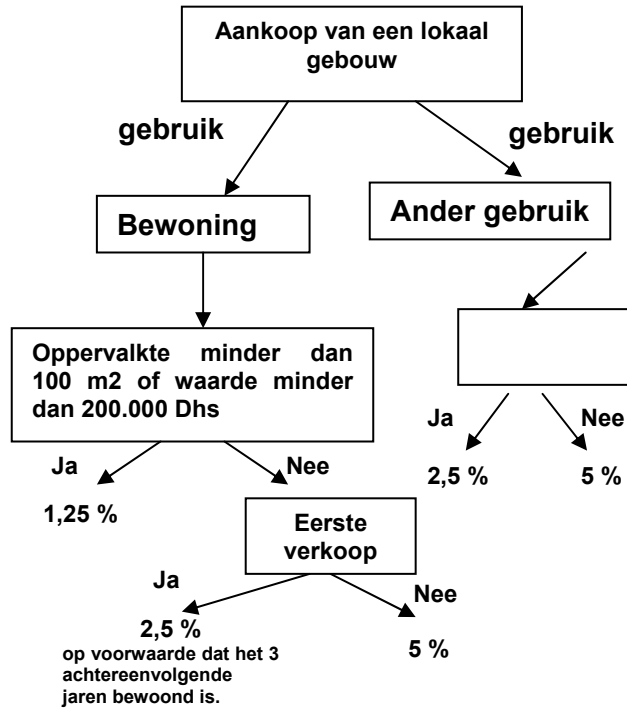 Aankoop van een lokaal
gebouw
gebruik
gebruik
Bewoning
Ander gebruik
Oppervalkte minder dan
100 m2 of waarde minder
dan 200.000 Dhs
Ja
Nee
Ja
Nee
1,25 %
2,5 %
5 %
Eerste
verkoop
Ja
Nee
2,5 %
5 %
op voorwaarde dat het 3
achtereenvolgende
jaren bewoond is.